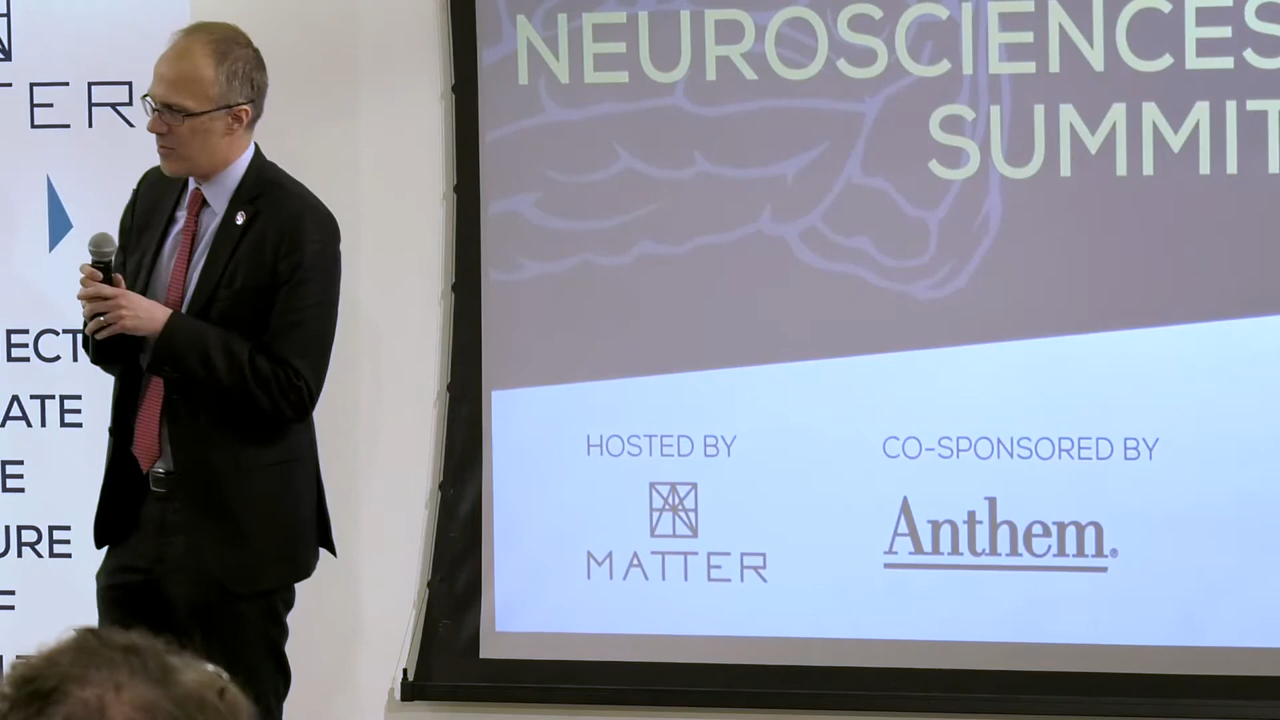 TER
ECT
ATE
E
URE
F
NEUROSCIENCES
SUMMIT
HOSTED BY
MATTER
CO-SPONSORED BY
Anthem®